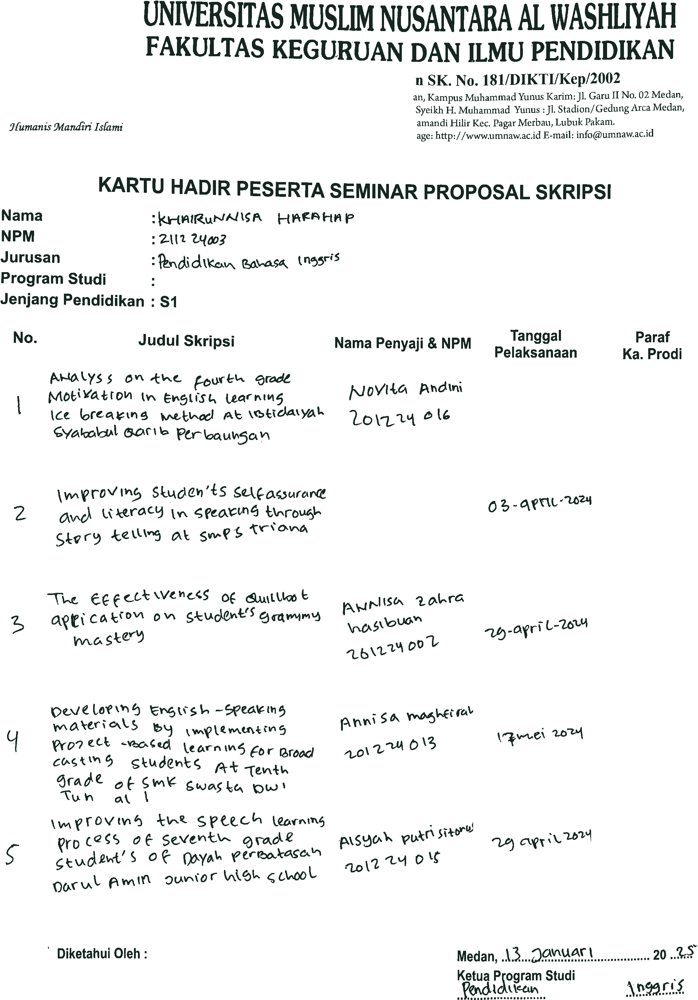 UNIVERSITAS MUSLIM NUSANTARA AL WASHLIYAH
FAKULTAS KEGURUAN DAN ILMU PENDIDIKAN
n SK. No. 181/DIKTI/Kep/2002
an, Kampus Muhammad Yunus Karim: Jl. Garu II No. 02 Medan,
Syeikh H. Muhammad Yunus : Jl. Stadion/Gedung Arca Medan,
amandi Hilir Kec. Pagar Merbau, Lubuk Pakam.
age: http://www.umnaw.ac.id E-mail: info@umnaw.ac.id
Humanis Mandiri Islami
KARTU HADIR PESERTA SEMINAR PROPOSAL SKRIPSI
Nama : KHAIRUNNISA HARAHAP
NPM : 211224003
Jurusan : Pendidikan Bahasa Inggris
Program Studi :
Jenjang Pendidikan : S1
No. Judul Skripsi Nama Penyaji & NPM Tanggal Pelaksanaan Paraf Ka. Prodi
1
Analyss on the fourth grade
Motivation in English learning
Ice breaking method At Ibtidaiyah
Syababul Qarib Perbaungan
Novita Andini
201224 016
2
Improving studen'ts selfassurance
and literacy in speaking through
Story telling at smps triana
03-april-2024
3
The Effectiveness of Quillbot
application on student's grammy
mastery
Annisa zahra
hasibuan
201224002
29-april-2024
4
Developing English-speaking
materials By implementing
Project-Based learning for Broad
casting students At Tenth
grade of smk swasta Dwi
Tun al 1
Annisa maghfirah
201224 013
17 mei 2024
5
Improving the speech learning
process of seventh grade
student's of Dayah perbatasan
Darul Amin Junior high school
Aisyah putri sitorus
201224 015
29 april 2024
Diketahui Oleh :
Medan, 13 Januari 20 25
Ketua Program Studi
Pendidikan Inggris